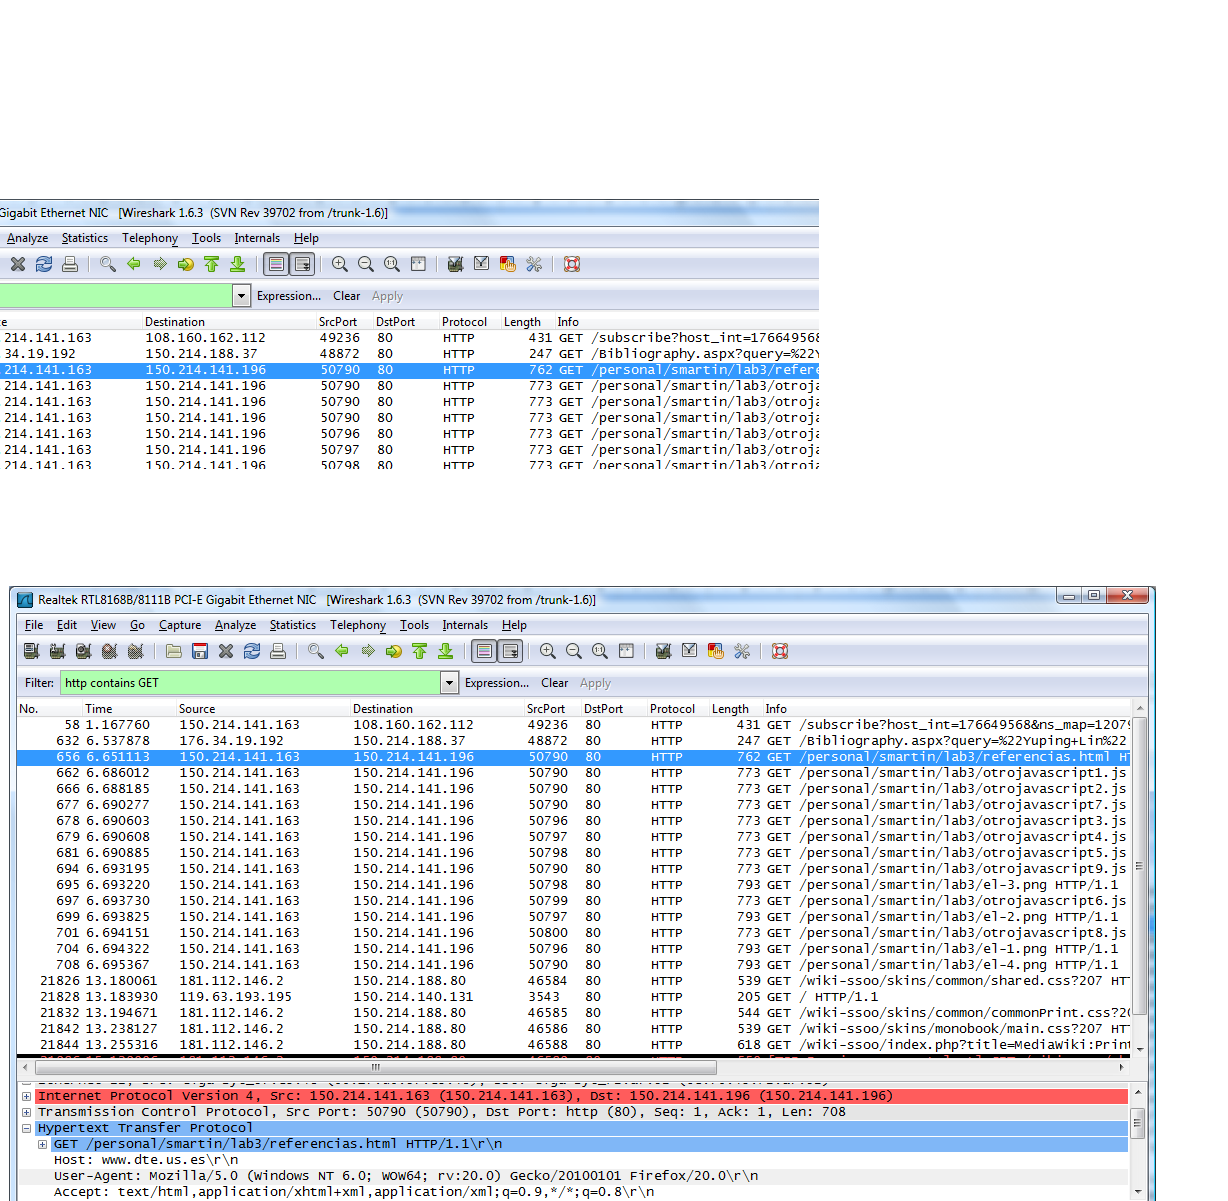 Gigabit Ethernet NIC [Wireshark 1.6.3 (SVN Rev 39702 from /trunk-1.6)]
Analyze Statistics Telephony Tools Internals Help
Expression... Clear Apply
e Destination SrcPort DstPort Protocol Length Info
214.141.163 108.160.162.112 49236 80 HTTP 431 GET /subscribe?host_int=176649568
34.19.192 150.214.188.37 48872 80 HTTP 247 GET /Bibliography.aspx?query=%22Y
.214.141.163 150.214.141.196 50790 80 HTTP 762 GET /personal/smartin/lab3/refere
214.141.163 150.214.141.196 50790 80 HTTP 773 GET /personal/smartin/lab3/otroja
214.141.163 150.214.141.196 50790 80 HTTP 773 GET /personal/smartin/lab3/otroja
214.141.163 150.214.141.196 50790 80 HTTP 773 GET /personal/smartin/lab3/otroja
214.141.163 150.214.141.196 50796 80 HTTP 773 GET /personal/smartin/lab3/otroja
214.141.163 150.214.141.196 50797 80 HTTP 773 GET /personal/smartin/lab3/otroja
214.141.163 150.214.141.196 50798 80 HTTP 773 GET /personal/smartin/lab3/otroja
Realtek RTL8168B/8111B PCI-E Gigabit Ethernet NIC [Wireshark 1.6.3 (SVN Rev 39702 from /trunk-1.6)]
File Edit View Go Capture Analyze Statistics Telephony Tools Internals Help
Filter: http contains GET Expression... Clear Apply
No. Time Source Destination SrcPort DstPort Protocol Length Info
58 1.167760 150.214.141.163 108.160.162.112 49236 80 HTTP 431 GET /subscribe?host_int=176649568&ns_map=12079
632 6.537878 176.34.19.192 150.214.188.37 48872 80 HTTP 247 GET /Bibliography.aspx?query=%22Yuping+Lin%22
656 6.651113 150.214.141.163 150.214.141.196 50790 80 HTTP 762 GET /personal/smartin/lab3/referencias.html HT
662 6.686012 150.214.141.163 150.214.141.196 50790 80 HTTP 773 GET /personal/smartin/lab3/otrojavascript1.js
666 6.688185 150.214.141.163 150.214.141.196 50790 80 HTTP 773 GET /personal/smartin/lab3/otrojavascript2.js
677 6.690277 150.214.141.163 150.214.141.196 50790 80 HTTP 773 GET /personal/smartin/lab3/otrojavascript7.js
678 6.690603 150.214.141.163 150.214.141.196 50796 80 HTTP 773 GET /personal/smartin/lab3/otrojavascript3.js
679 6.690608 150.214.141.163 150.214.141.196 50797 80 HTTP 773 GET /personal/smartin/lab3/otrojavascript4.js
681 6.690885 150.214.141.163 150.214.141.196 50798 80 HTTP 773 GET /personal/smartin/lab3/otrojavascript5.js
694 6.693195 150.214.141.163 150.214.141.196 50790 80 HTTP 773 GET /personal/smartin/lab3/otrojavascript9.js
695 6.693220 150.214.141.163 150.214.141.196 50798 80 HTTP 793 GET /personal/smartin/lab3/el-3.png HTTP/1.1
697 6.693730 150.214.141.163 150.214.141.196 50799 80 HTTP 773 GET /personal/smartin/lab3/otrojavascript6.js
699 6.693825 150.214.141.163 150.214.141.196 50797 80 HTTP 793 GET /personal/smartin/lab3/el-2.png HTTP/1.1
701 6.694151 150.214.141.163 150.214.141.196 50800 80 HTTP 773 GET /personal/smartin/lab3/otrojavascript8.js
704 6.694322 150.214.141.163 150.214.141.196 50796 80 HTTP 793 GET /personal/smartin/lab3/el-1.png HTTP/1.1
708 6.695367 150.214.141.163 150.214.141.196 50790 80 HTTP 793 GET /personal/smartin/lab3/el-4.png HTTP/1.1
21826 13.180061 181.112.146.2 150.214.188.80 46584 80 HTTP 539 GET /wiki-ssoo/skins/common/shared.css?207 HT
21828 13.183930 119.63.193.195 150.214.140.131 3543 80 HTTP 205 GET / HTTP/1.1
21832 13.194671 181.112.146.2 150.214.188.80 46585 80 HTTP 544 GET /wiki-ssoo/skins/common/commonPrint.css?20
21842 13.238127 181.112.146.2 150.214.188.80 46586 80 HTTP 539 GET /wiki-ssoo/skins/monobook/main.css?207 HT
21844 13.255316 181.112.146.2 150.214.188.80 46588 80 HTTP 618 GET /wiki-ssoo/index.php?title=MediaWiki:Print
Internet Protocol Version 4, Src: 150.214.141.163 (150.214.141.163), Dst: 150.214.141.196 (150.214.141.196)
Transmission Control Protocol, Src Port: 50790 (50790), Dst Port: http (80), Seq: 1, Ack: 1, Len: 708
Hypertext Transfer Protocol
GET /personal/smartin/lab3/referencias.html HTTP/1.1\r\n
Host: www.dte.us.es\r\n
User-Agent: Mozilla/5.0 (Windows NT 6.0; WOW64; rv:20.0) Gecko/20100101 Firefox/20.0\r\n
Accept: text/html,application/xhtml+xml,application/xml;q=0.9,*/*;q=0.8\r\n